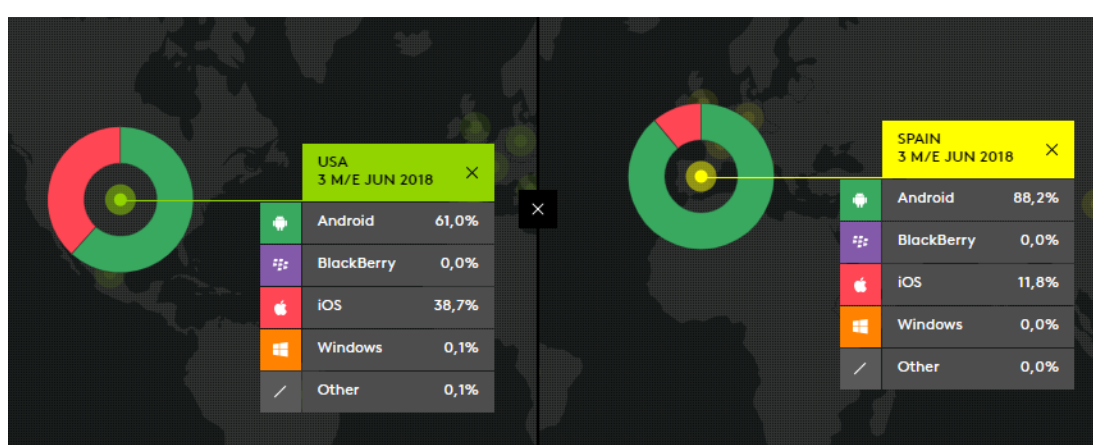 USA
3 M/E JUN 2018
Android 61,0%
BlackBerry 0,0%
iOS 38,7%
Windows 0,1%
Other 0,1%
SPAIN
3 M/E JUN 2018
Android 88,2%
BlackBerry 0,0%
iOS 11,8%
Windows 0,0%
Other 0,0%